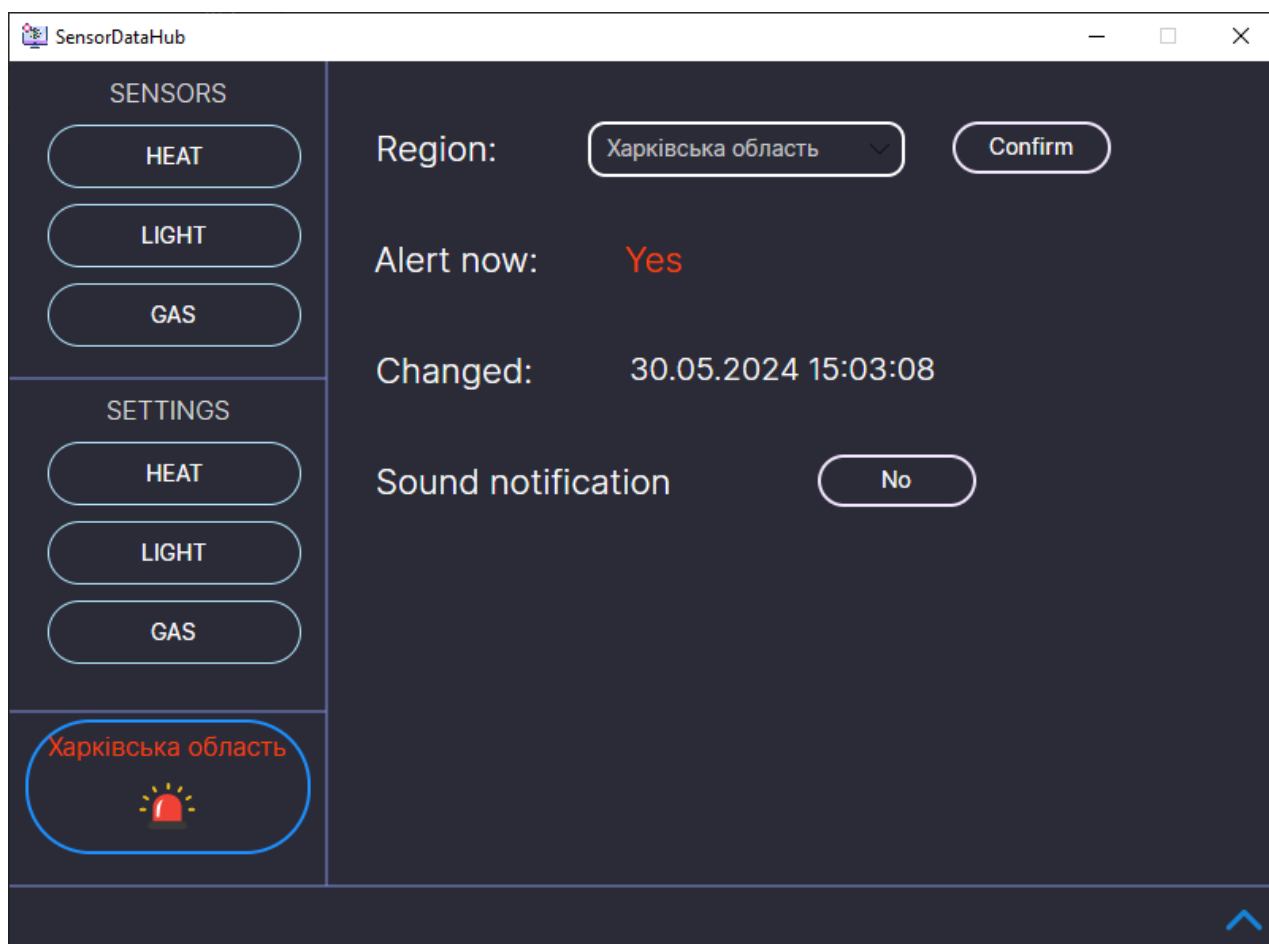 SensorDataHub
SENSORS
HEAT
LIGHT
GAS
SETTINGS
HEAT
LIGHT
GAS
Харківська область
Region:
Харківська область
Confirm
Alert now:
Yes
Changed:
30.05.2024 15:03:08
Sound notification
No